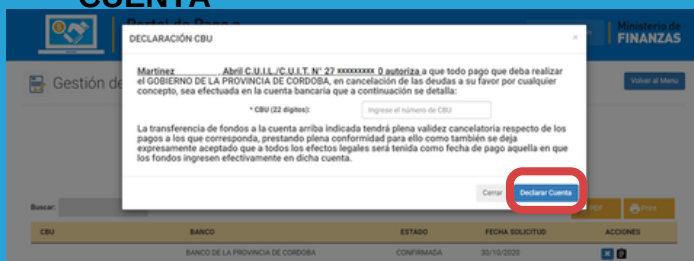 CUENTA
Portal de Pago a
Ministerio de
FINANZAS
DECLARACIÓN CBU
×
Gestión de
Volver al Menu
Martinez , Abril C.U.I.L./C.U.I.T. N° 27 xxxxxxxxx 0 autoriza a que todo pago que deba realizar
el GOBIERNO DE LA PROVINCIA DE CORDOBA, en cancelación de las deudas a su favor por cualquier
concepto, sea efectuada en la cuenta bancaria que a continuación se detalla:
* CBU (22 dígitos): Ingrese el número de CBU
La transferencia de fondos a la cuenta arriba indicada tendrá plena validez cancelatoria respecto de los
pagos a los que corresponda, prestando plena conformidad para ello como también se deja
expresamente aceptado que a todos los efectos legales será tenida como fecha de pago aquella en que
los fondos ingresen efectivamente en dicha cuenta.
Cerrar Declarar Cuenta
Buscar: PDF Print
CBU BANCO ESTADO FECHA SOLICITUD ACCIONES
BANCO DE LA PROVINCIA DE CORDOBA CONFIRMADA 30/10/2020